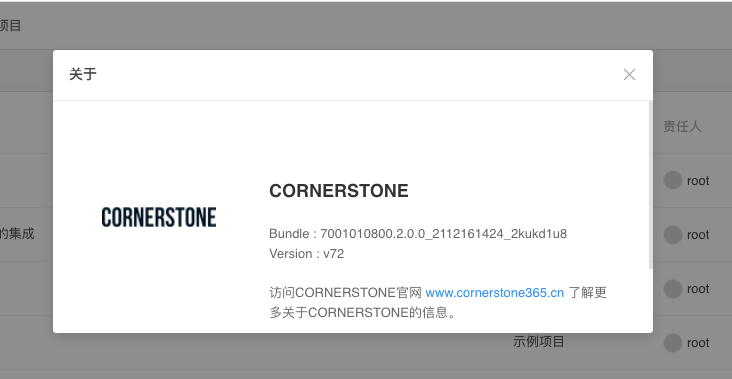 项目
关于
责任人
CORNERSTONE
CORNERSTONE
root
Bundle : 7001010800.2.0.0_2112161424_2kukd1u8
的集成
root
Version : v72
访问CORNERSTONE官网 www.cornerstone365.cn 了解更
root
多关于CORNERSTONE的信息。
示例项目
root